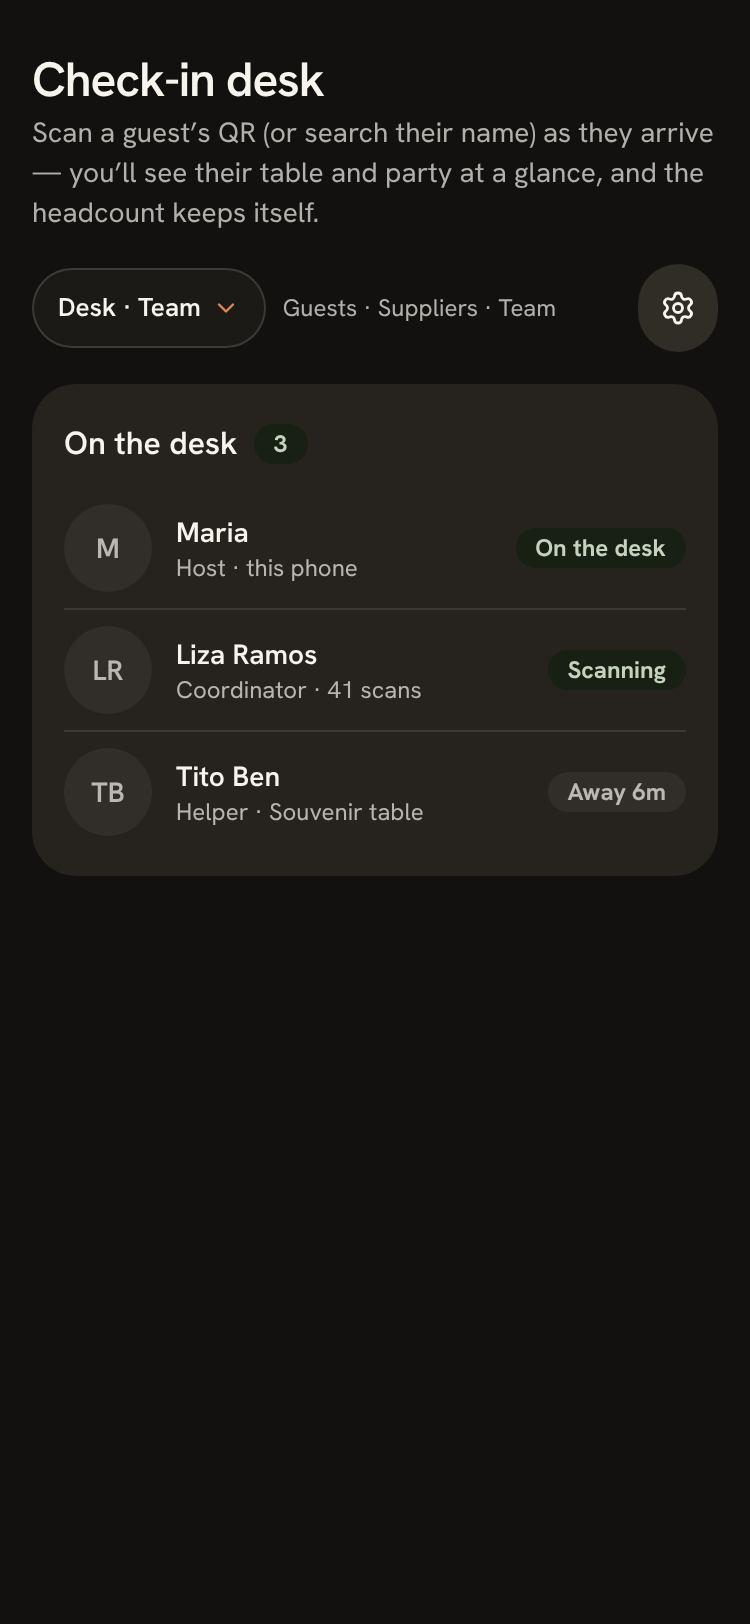 Check-in desk
Scan a guest’s QR (or search their name) as they arrive
— you’ll see their table and party at a glance, and the
headcount keeps itself.
Desk · Team
Guests · Suppliers · Team
On the desk 3
M
Maria
Host · this phone
On the desk
LR
Liza Ramos
Coordinator · 41 scans
Scanning
TB
Tito Ben
Helper · Souvenir table
Away 6m